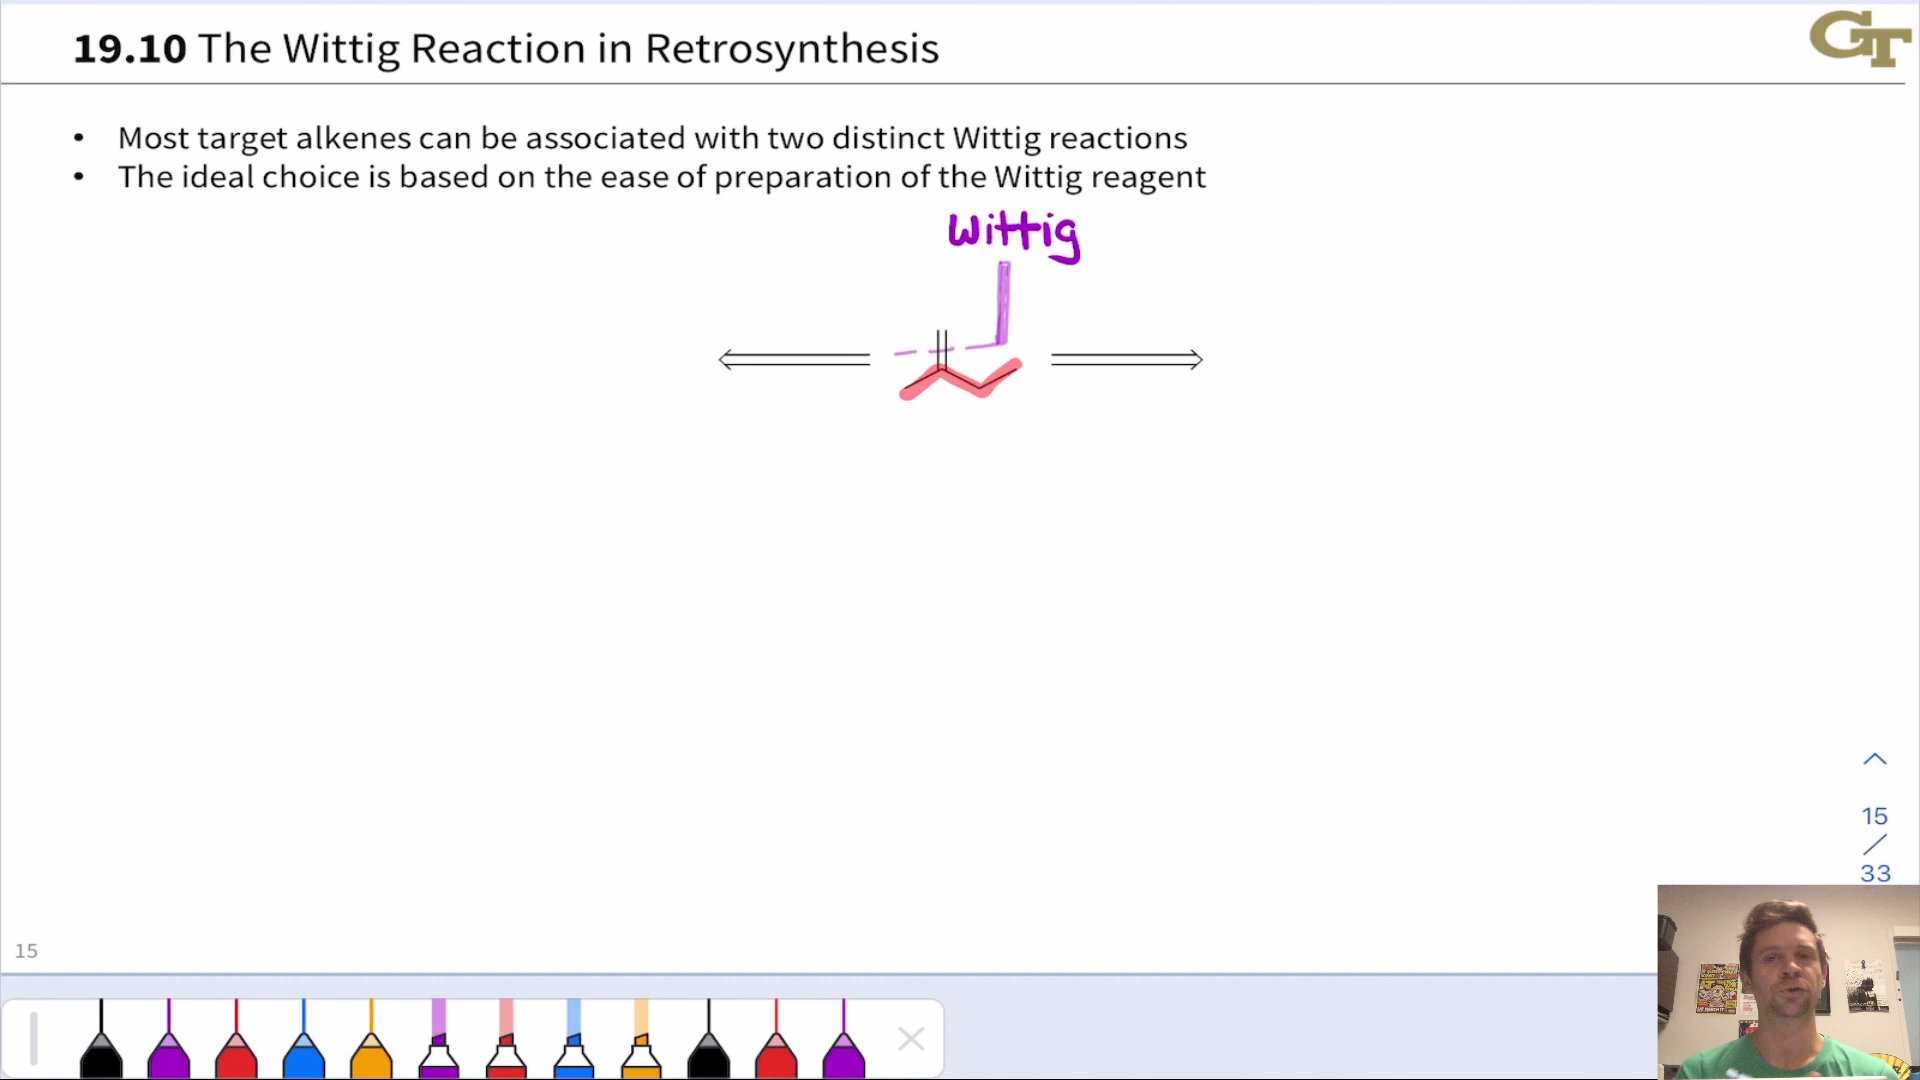 19.10 The Wittig Reaction in Retrosynthesis
GT
• Most target alkenes can be associated with two distinct Wittig reactions
• The ideal choice is based on the ease of preparation of the Wittig reagent
Wittig
15
/
33
15